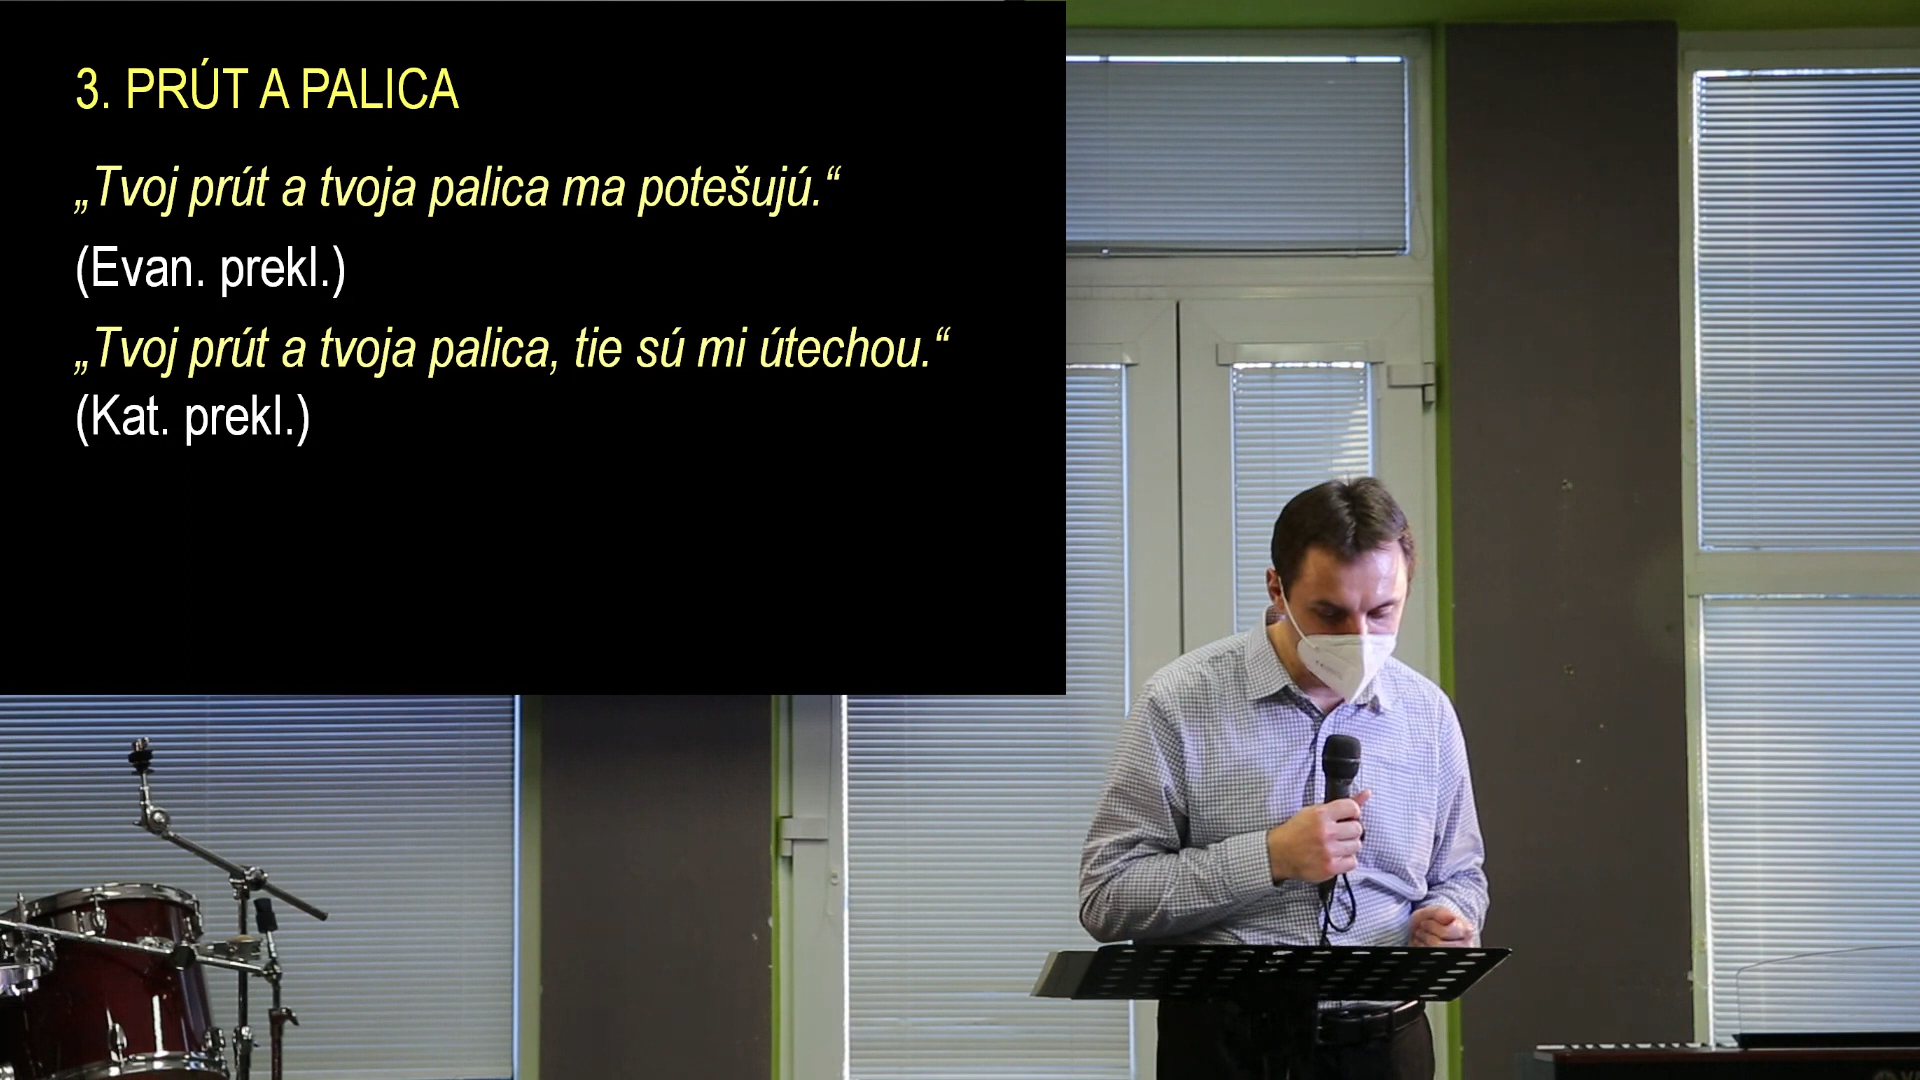 3. PRÚT A PALICA
„Tvoj prút a tvoja palica ma potešujú.“
(Evan. prekl.)
„Tvoj prút a tvoja palica, tie sú mi útechou.“
(Kat. prekl.)